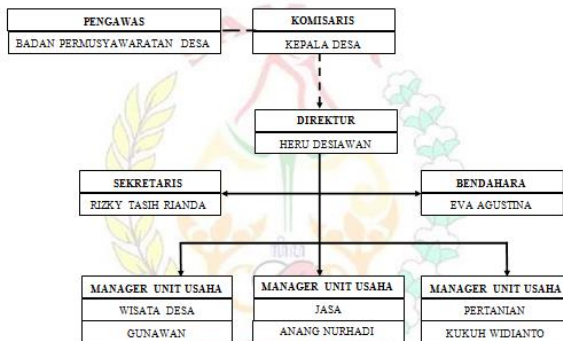 PENGAWAS
BADAN PERMUSYAWARATAN DESA
KOMISARIS
KEPALA DESA
DIREKTUR
HERU DESIAWAN
SEKRETARIS
RIZKY TASIH RIANDA
BENDAHARA
EVA AGUSTINA
MANAGER UNIT USAHA
WISATA DESA
GUNAWAN
MANAGER UNIT USAHA
JASA
ANANG NURHADI
MANAGER UNIT USAHA
PERTANIAN
KUKUH WIDIANTO